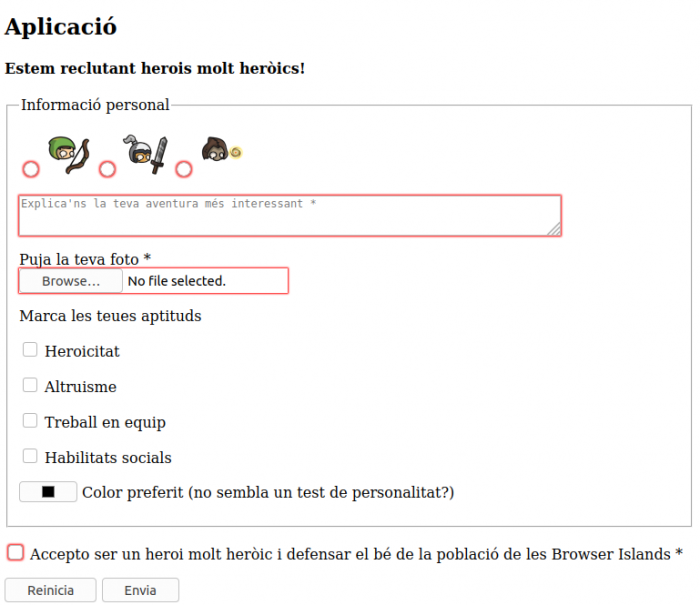 Aplicació
Estem reclutant herois molt heròics!
Informació personal
Explica'ns la teva aventura més interessant *
Puja la teva foto *
Browse... No file selected.
Marca les teues aptituds
Heroicitat
Altruisme
Treball en equip
Habilitats socials
Color preferit (no sembla un test de personalitat?)
Accepto ser un heroi molt heròic i defensar el bé de la població de les Browser Islands *
Reinicia Envia